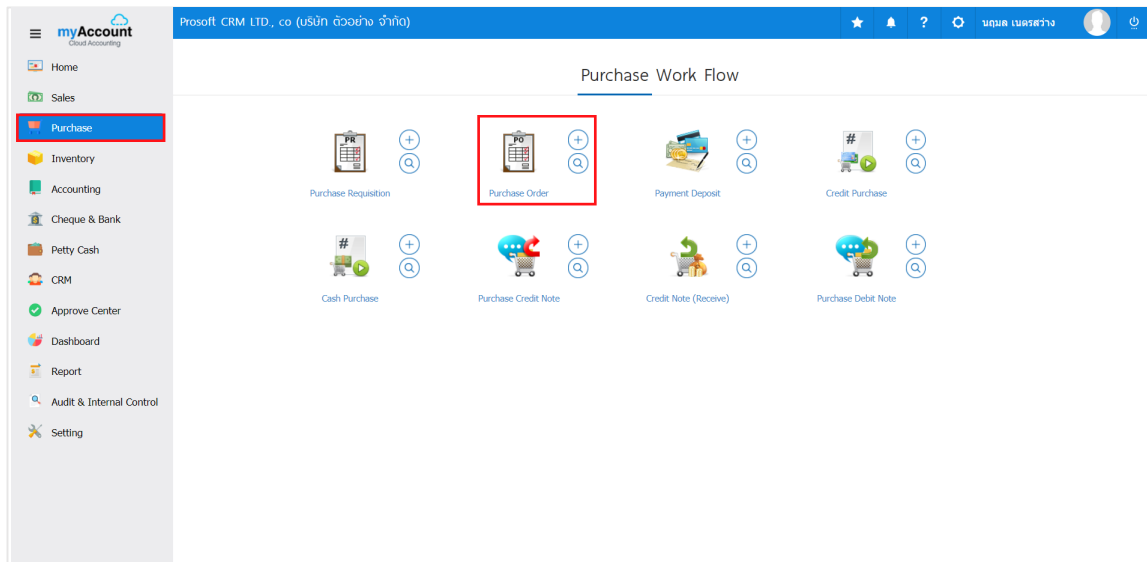 myAccount
Cloud Accounting
Prosoft CRM LTD., co (บริษัท ตัวอย่าง จำกัด)
?
นฤมล เนตรสว่าง
Home
Sales
Purchase
Inventory
Accounting
Cheque & Bank
Petty Cash
CRM
Approve Center
Dashboard
Report
Audit & Internal Control
Setting
Purchase Work Flow
PR
Purchase Requisition
PO
Purchase Order
Payment Deposit
#
Credit Purchase
#
Cash Purchase
Purchase Credit Note
Credit Note (Receive)
Purchase Debit Note